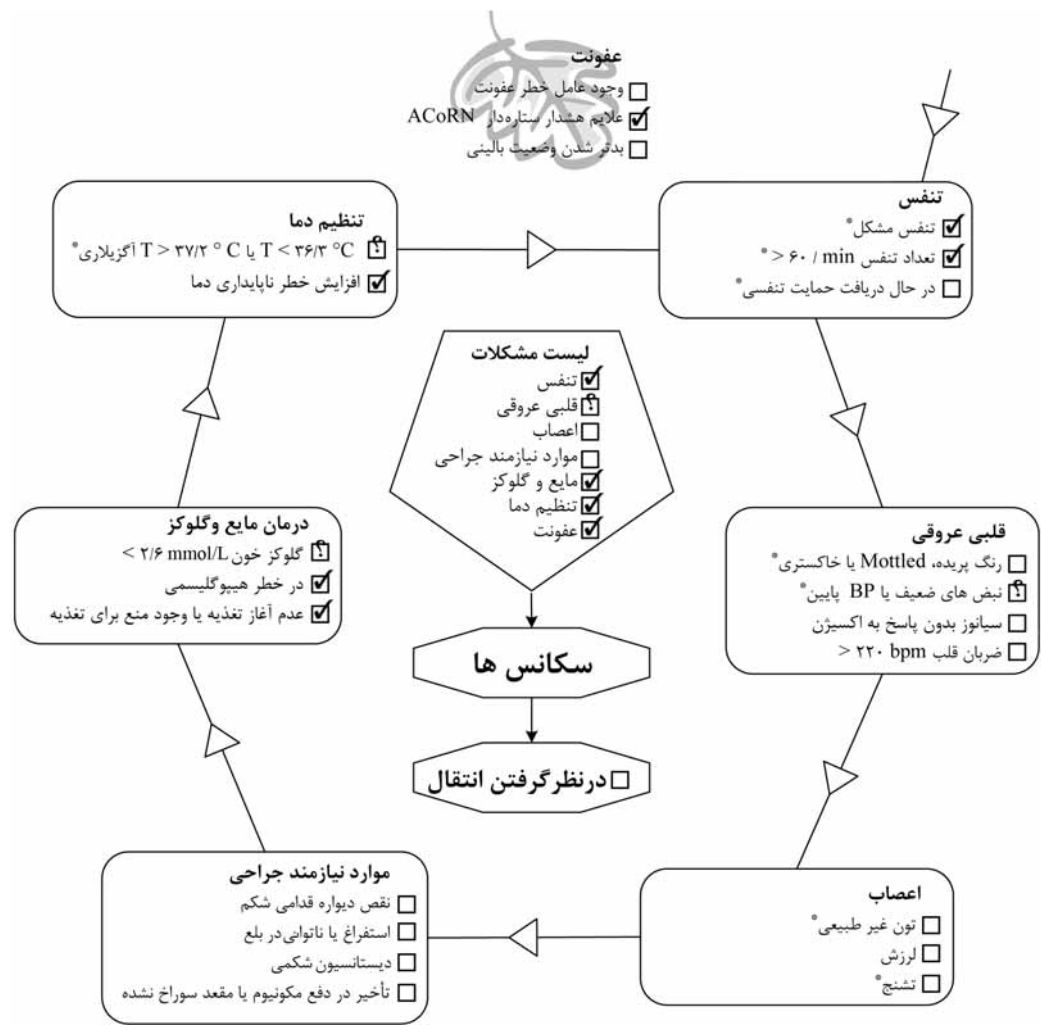 عفونت
☐ وجود عامل خطر عفونت
☑ علایم هشدار ستاره‌دار ACoRN
☐ بدتر شدن وضعیت بالینی
تنفس
☑ تنفس مشکل*
☑ تعداد تنفس ۶۰ / min < *
☐ در حال دریافت حمایت تنفسی*
قلبی عروقی
☐ رنگ پریده، Mottled یا خاکستری*
⍰ نبض های ضعیف یا BP پایین*
☐ سیانوز بدون پاسخ به اکسیژن
☐ ضربان قلب ۲۲۰ bpm <
اعصاب
☐ تون غیر طبیعی*
☐ لرزش
☐ تشنج*
موارد نیازمند جراحی
☐ نقص دیواره قدامی شکم
☐ استفراغ یا ناتوانی در بلع
☐ دیستانسیون شکمی
☐ تأخیر در دفع مکونیوم یا مقعد سوراخ نشده
درمان مایع وگلوکز
⍰ گلوکز خون ۲/۶ mmol/L >
☑ در خطر هیپوگلیسمی
☑ عدم آغاز تغذیه یا وجود منع برای تغذیه
تنظیم دما
⍰ T < ۳۶/۳ °C یا T > ۳۷/۲ ° C آگزیلاری*
☑ افزایش خطر ناپایداری دما
لیست مشکلات
☑ تنفس
⍰ قلبی عروقی
☐ اعصاب
☐ موارد نیازمند جراحی
☑ مایع و گلوکز
☑ تنظیم دما
☑ عفونت
سکانس ها
☐ درنظر گرفتن انتقال